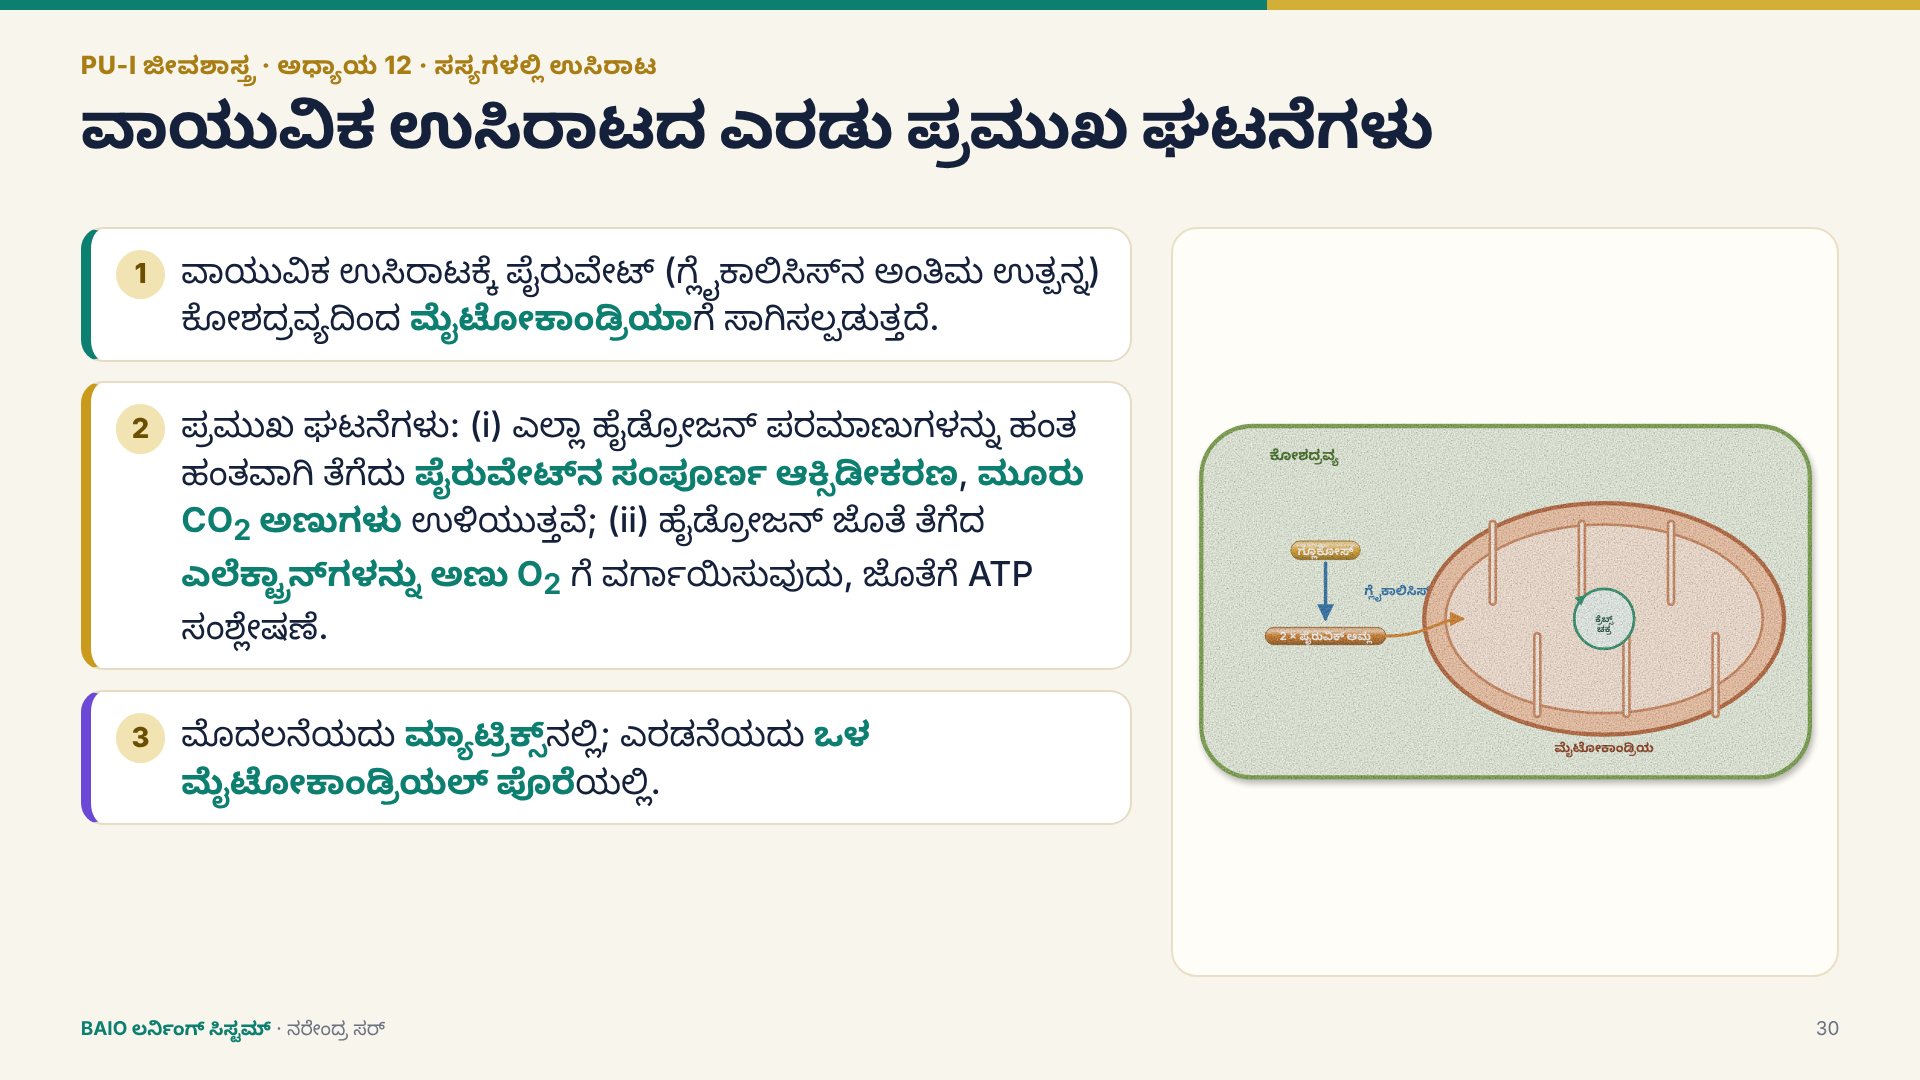 PU-I ಜೀವಶಾಸ್ತ್ರ · ಅಧ್ಯಾಯ 12 · ಸಸ್ಯಗಳಲ್ಲಿ ಉಸಿರಾಟ
ವಾಯುವಿಕ ಉಸಿರಾಟದ ಎರಡು ಪ್ರಮುಖ ಘಟನೆಗಳು
1 ವಾಯುವಿಕ ಉಸಿರಾಟಕ್ಕೆ ಪೈರುವೇಟ್ (ಗ್ಲೈಕಾಲಿಸಿಸ್‌ನ ಅಂತಿಮ ಉತ್ಪನ್ನ)
ಕೋಶದ್ರವ್ಯದಿಂದ ಮೈಟೋಕಾಂಡ್ರಿಯಾಗೆ ಸಾಗಿಸಲ್ಪಡುತ್ತದೆ.
2 ಪ್ರಮುಖ ಘಟನೆಗಳು: (i) ಎಲ್ಲಾ ಹೈಡ್ರೋಜನ್ ಪರಮಾಣುಗಳನ್ನು ಹಂತ
ಹಂತವಾಗಿ ತೆಗೆದು ಪೈರುವೇಟ್‌ನ ಸಂಪೂರ್ಣ ಆಕ್ಸಿಡೀಕರಣ, ಮೂರು
CO₂ ಅಣುಗಳು ಉಳಿಯುತ್ತವೆ; (ii) ಹೈಡ್ರೋಜನ್ ಜೊತೆ ತೆಗೆದ
ಎಲೆಕ್ಟ್ರಾನ್‌ಗಳನ್ನು ಅಣು O₂ ಗೆ ವರ್ಗಾಯಿಸುವುದು, ಜೊತೆಗೆ ATP
ಸಂಶ್ಲೇಷಣೆ.
3 ಮೊದಲನೆಯದು ಮ್ಯಾಟ್ರಿಕ್ಸ್‌ನಲ್ಲಿ; ಎರಡನೆಯದು ಒಳ
ಮೈಟೋಕಾಂಡ್ರಿಯಲ್ ಪೊರೆಯಲ್ಲಿ.
ಕೋಶದ್ರವ್ಯ
ಗ್ಲೂಕೋಸ್
ಗ್ಲೈಕಾಲಿಸಿಸ್
2 × ಪೈರುವಿಕ್ ಆಮ್ಲ
ಕ್ರೆಬ್ಸ್
ಚಕ್ರ
ಮೈಟೋಕಾಂಡ್ರಿಯ
BAIO ಲರ್ನಿಂಗ್ ಸಿಸ್ಟಮ್ · ನರೇಂದ್ರ ಸರ್
30